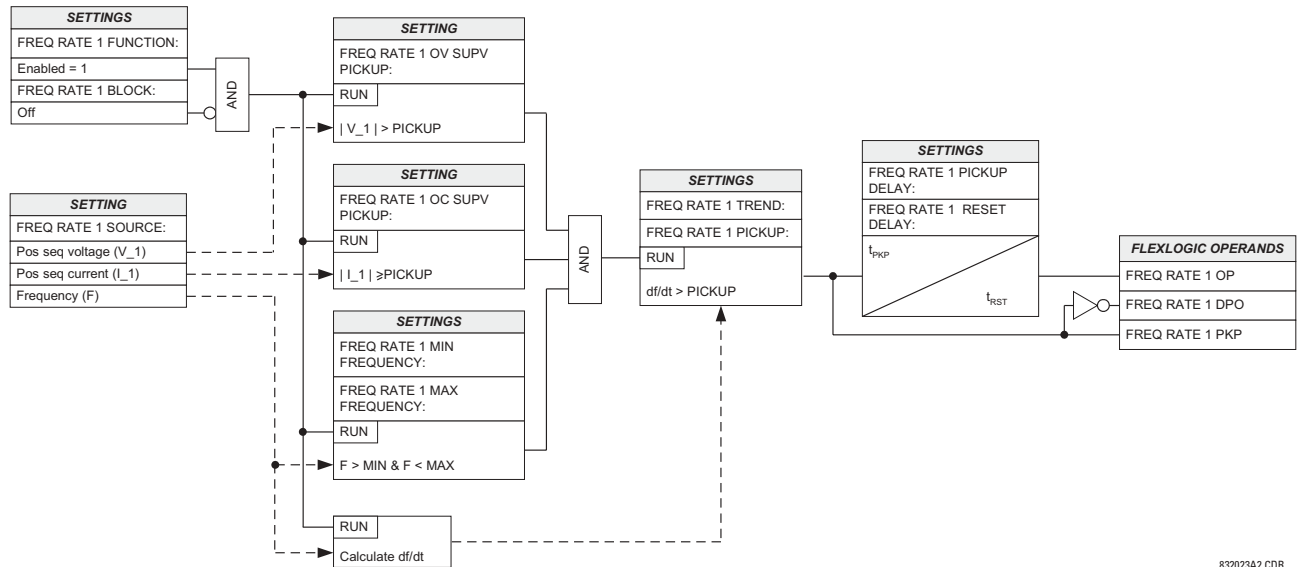 SETTINGS
FREQ RATE 1 FUNCTION:
Enabled = 1
FREQ RATE 1 BLOCK:
Off
AND
SETTING
FREQ RATE 1 SOURCE:
Pos seq voltage (V_1)
Pos seq current (I_1)
Frequency (F)
SETTING
FREQ RATE 1 OV SUPV
PICKUP:
RUN
| V_1 | > PICKUP
SETTING
FREQ RATE 1 OC SUPV
PICKUP:
RUN
| I_1 | ≥PICKUP
SETTINGS
FREQ RATE 1 MIN
FREQUENCY:
FREQ RATE 1 MAX
FREQUENCY:
RUN
F > MIN & F < MAX
RUN
Calculate df/dt
AND
SETTINGS
FREQ RATE 1 TREND:
FREQ RATE 1 PICKUP:
RUN
df/dt > PICKUP
SETTINGS
FREQ RATE 1 PICKUP
DELAY:
FREQ RATE 1 RESET
DELAY:
tPKP
tRST
FLEXLOGIC OPERANDS
FREQ RATE 1 OP
FREQ RATE 1 DPO
FREQ RATE 1 PKP
832023A2.CDR